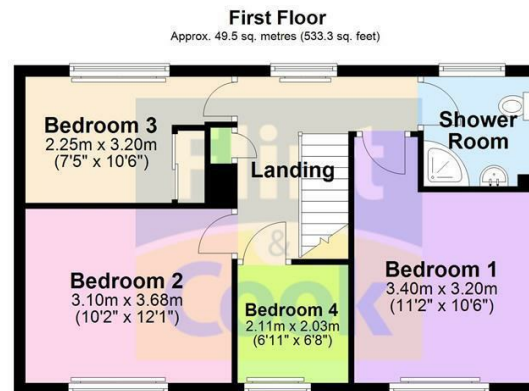 First Floor
Approx. 49.5 sq. metres (533.3 sq. feet)
Bedroom 3
2.25m x 3.20m
(7'5" x 10'6")
Shower
Room
Landing
Flint
&
Cook
Bedroom 2
3.10m x 3.68m
(10'2" x 12'1")
Bedroom 4
2.11m x 2.03m
(6'11" x 6'8")
Bedroom 1
3.40m x 3.20m
(11'2" x 10'6")